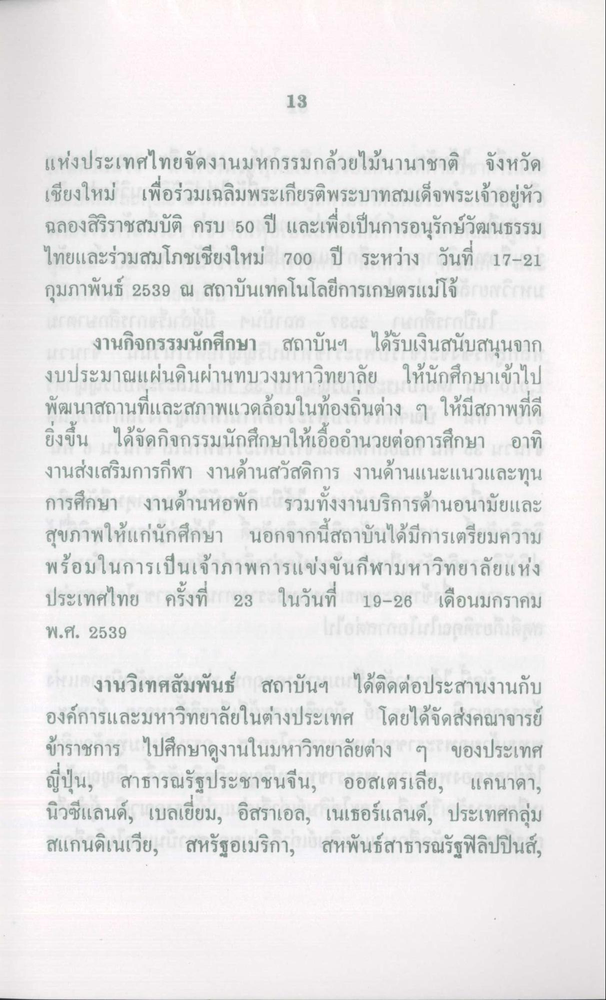 13
แห่งประเทศไทยจัดงานมหกรรมกล้วยไม้นานาชาติ จังหวัด
เชียงใหม่ เพื่อร่วมเฉลิมพระเกียรติพระบาทสมเด็จพระเจ้าอยู่หัว
ฉลองสิริราชสมบัติ ครบ 50 ปี และเพื่อเป็นการอนุรักษ์วัฒนธรรม
ไทยและร่วมสมโภชเชียงใหม่ 700 ปี ระหว่าง วันที่ 17-21
กุมภาพันธ์ 2539 ณ สถาบันเทคโนโลยีการเกษตรแม่โจ้
งานกิจกรรมนักศึกษา สถาบันฯ ได้รับเงินสนับสนุนจาก
งบประมาณแผ่นดินผ่านทบวงมหาวิทยาลัย ให้นักศึกษาเข้าไป
พัฒนาสถานที่และสภาพแวดล้อมในท้องถิ่นต่าง ๆ ให้มีสภาพที่ดี
ยิ่งขึ้น ได้จัดกิจกรรมนักศึกษาให้เอื้ออำนวยต่อการศึกษา อาทิ
งานส่งเสริมการกีฬา งานด้านสวัสดิการ งานด้านแนะแนวและทุน
การศึกษา งานด้านหอพัก รวมทั้งงานบริการด้านอนามัยและ
สุขภาพให้แก่นักศึกษา นอกจากนี้สถาบันได้มีการเตรียมความ
พร้อมในการเป็นเจ้าภาพการแข่งขันกีฬามหาวิทยาลัยแห่ง
ประเทศไทย ครั้งที่ 23 ในวันที่ 19-26 เดือนมกราคม
พ.ศ. 2539
งานวิเทศสัมพันธ์ สถาบันฯ ได้ติดต่อประสานงานกับ
องค์การและมหาวิทยาลัยในต่างประเทศ โดยได้จัดส่งคณาจารย์
ข้าราชการ ไปศึกษาดูงานในมหาวิทยาลัยต่าง ๆ ของประเทศ
ญี่ปุ่น, สาธารณรัฐประชาชนจีน, ออสเตรเลีย, แคนาดา,
นิวซีแลนด์, เบลเยี่ยม, อิสราเอล, เนเธอร์แลนด์, ประเทศกลุ่ม
สแกนดิเนเวีย, สหรัฐอเมริกา, สหพันธ์สาธารณรัฐฟิลิปปินส์,